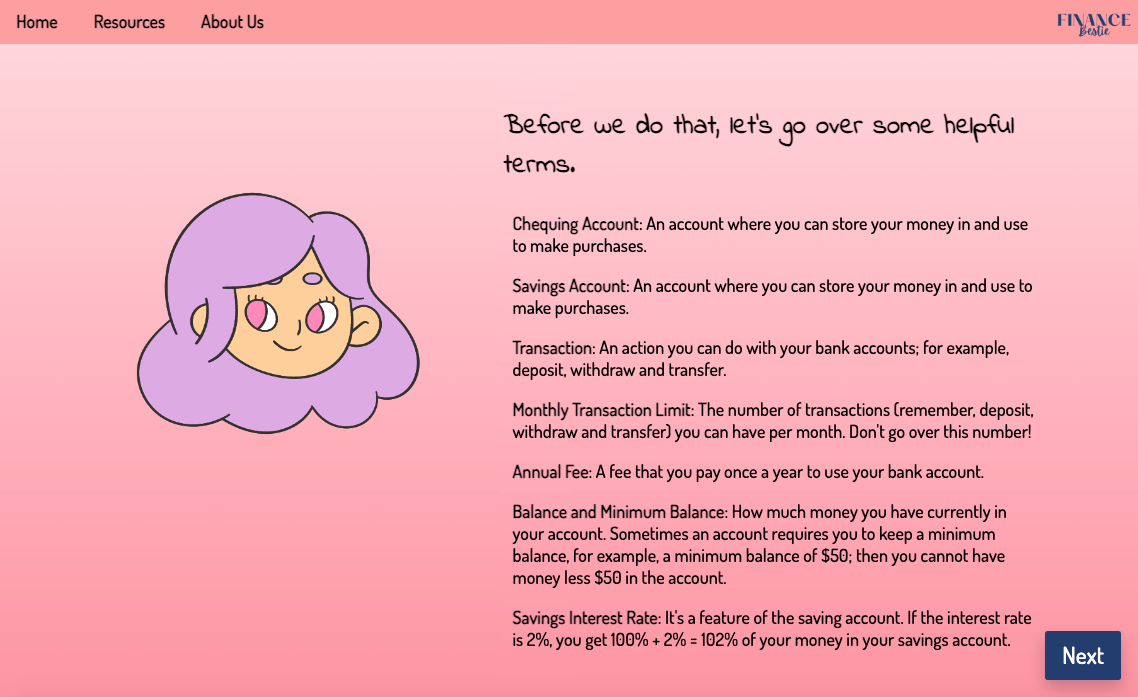 Home Resources About Us FINANCE
Bestie
Before we do that, let's go over some helpful
terms.
Chequing Account: An account where you can store your money in and use
to make purchases.
Savings Account: An account where you can store your money in and use to
make purchases.
Transaction: An action you can do with your bank accounts; for example,
deposit, withdraw and transfer.
Monthly Transaction Limit: The number of transactions (remember, deposit,
withdraw and transfer) you can have per month. Don't go over this number!
Annual Fee: A fee that you pay once a year to use your bank account.
Balance and Minimum Balance: How much money you have currently in
your account. Sometimes an account requires you to keep a minimum
balance, for example, a minimum balance of $50; then you cannot have
money less $50 in the account.
Savings Interest Rate: It's a feature of the saving account. If the interest rate
is 2%, you get 100% + 2% = 102% of your money in your savings account.
Next